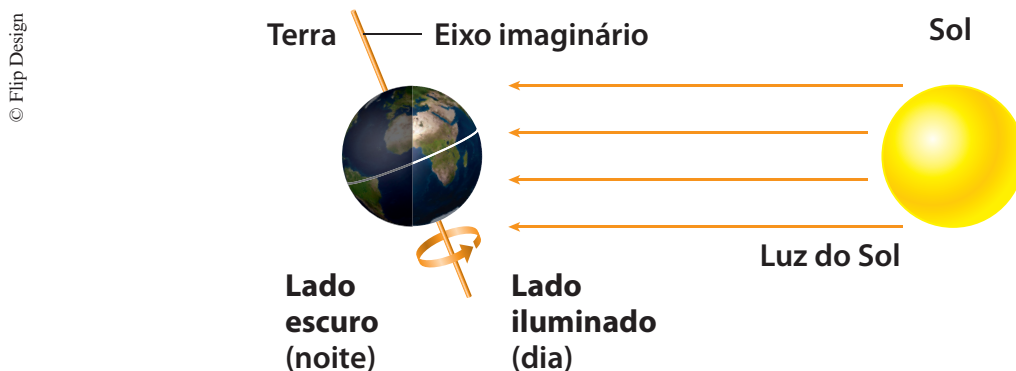 © Flip Design
Terra
Eixo imaginário
Sol
Luz do Sol
Lado
escuro
(noite)
Lado
iluminado
(dia)